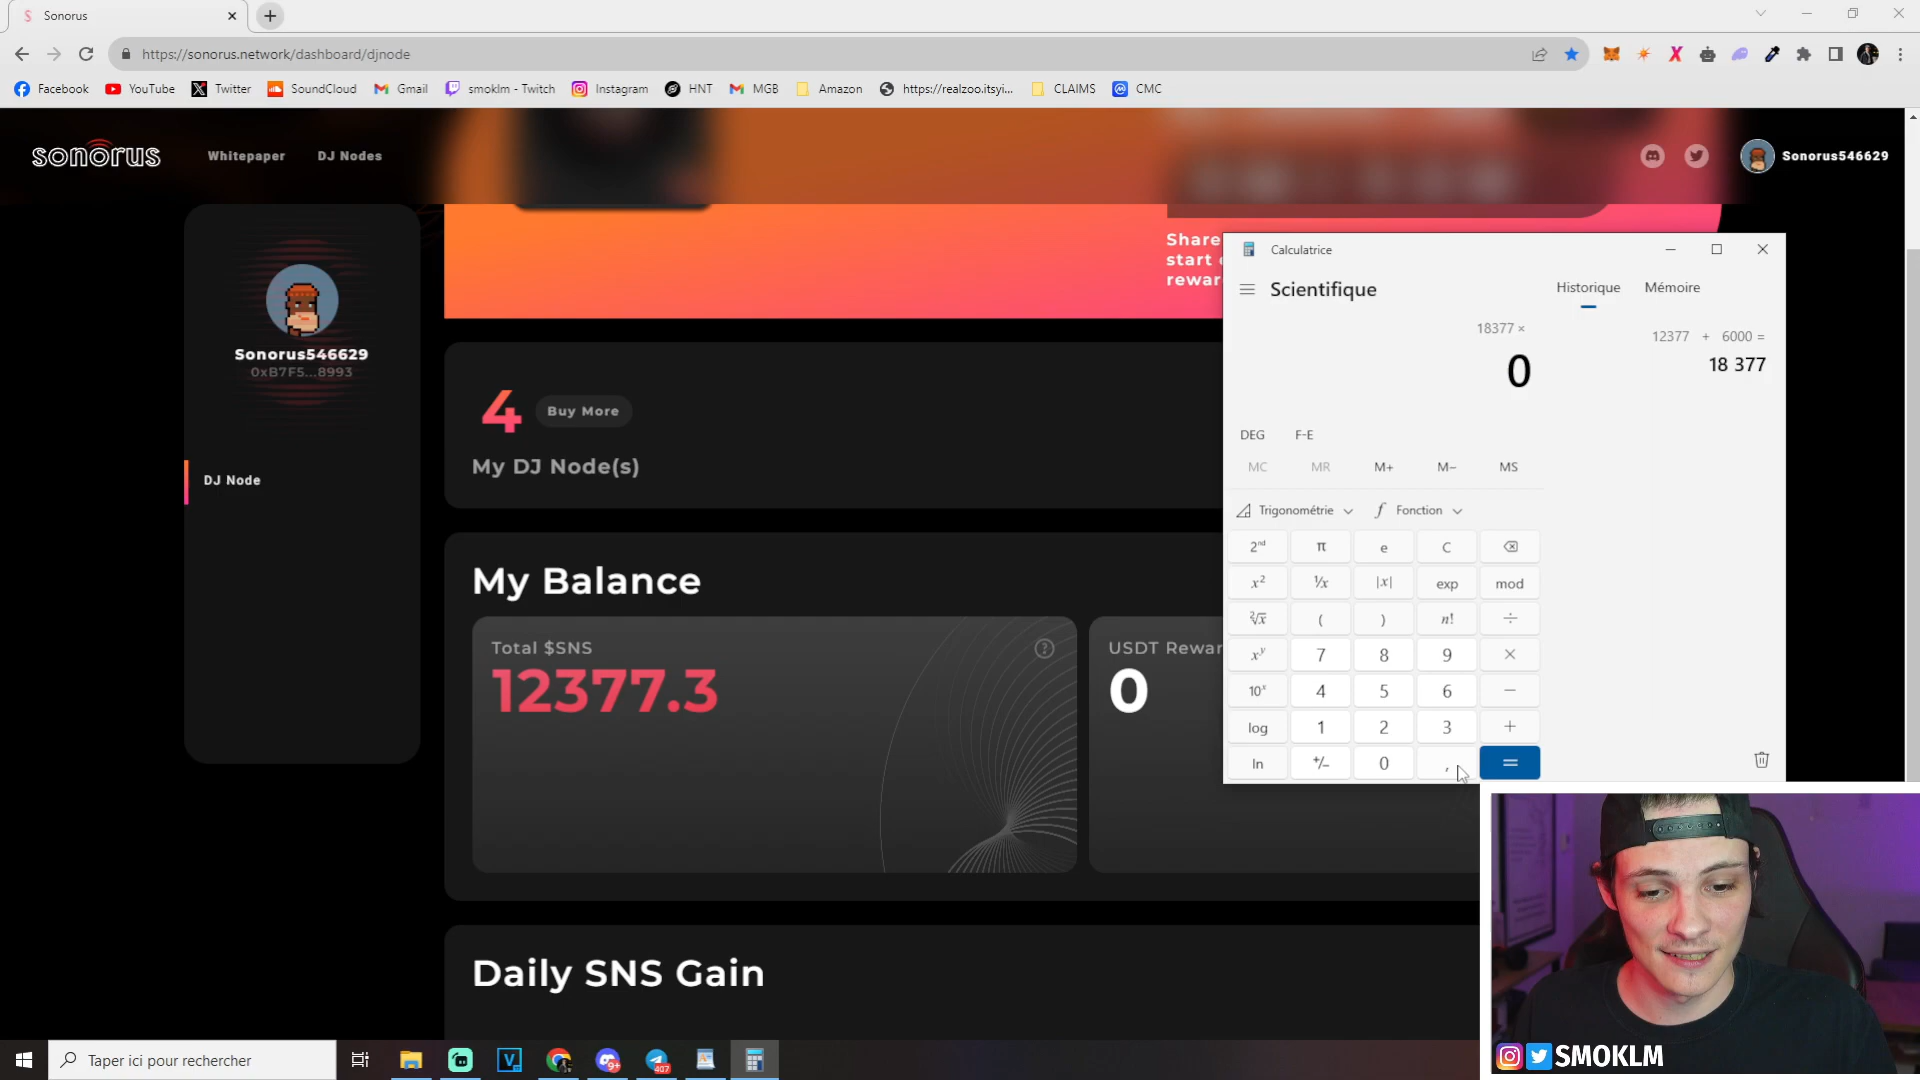 Sonorus
https://sonorus.network/dashboard/djnode
Facebook
YouTube
Twitter
SoundCloud
Gmail
smoklm - Twitch
Instagram
HNT
MGB
Amazon
https://realzoo.itsyi...
CLAIMS
CMC
sonorus
Whitepaper
DJ Nodes
Sonorus546629
Sonorus546629
0xB7F5...8993
DJ Node
Share
start
rewar
4
Buy More
My DJ Node(s)
My Balance
Total $SNS
?
12377.3
USDT Rewar
0
Daily SNS Gain
Calculatrice
Scientifique
Historique
Mémoire
18377 ×
0
12377 + 6000 =
18 377
DEG
F-E
MC
MR
M+
M−
MS
Trigonométrie
f Fonction
2nd
π
e
C
x²
⅟x
|x|
exp
mod
²√x
(
)
n!
÷
xʸ
7
8
9
×
10ˣ
4
5
6
−
log
1
2
3
+
ln
+/−
0
,
=
Taper ici pour rechercher
V
9+
407
SMOKLM